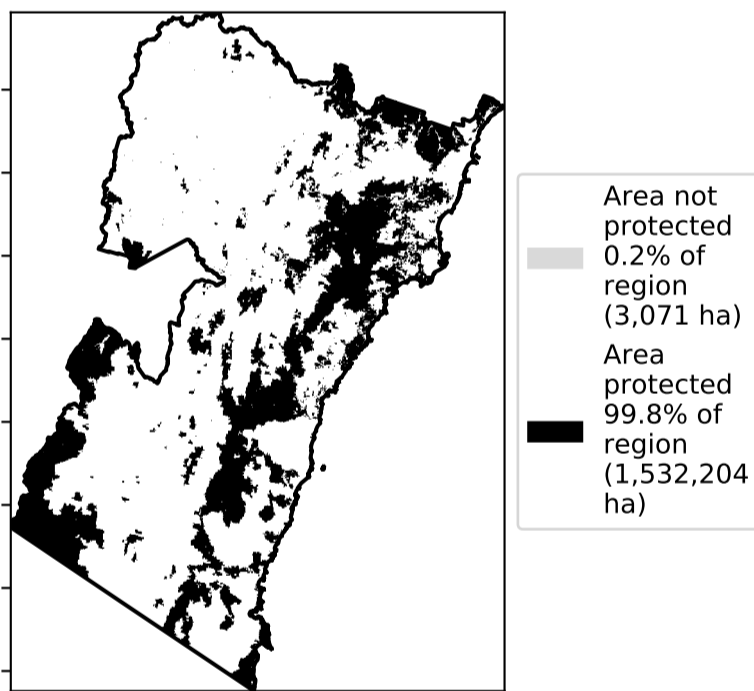 Area not
protected
0.2% of
region
(3,071 ha)
Area
protected
99.8% of
region
(1,532,204
ha)